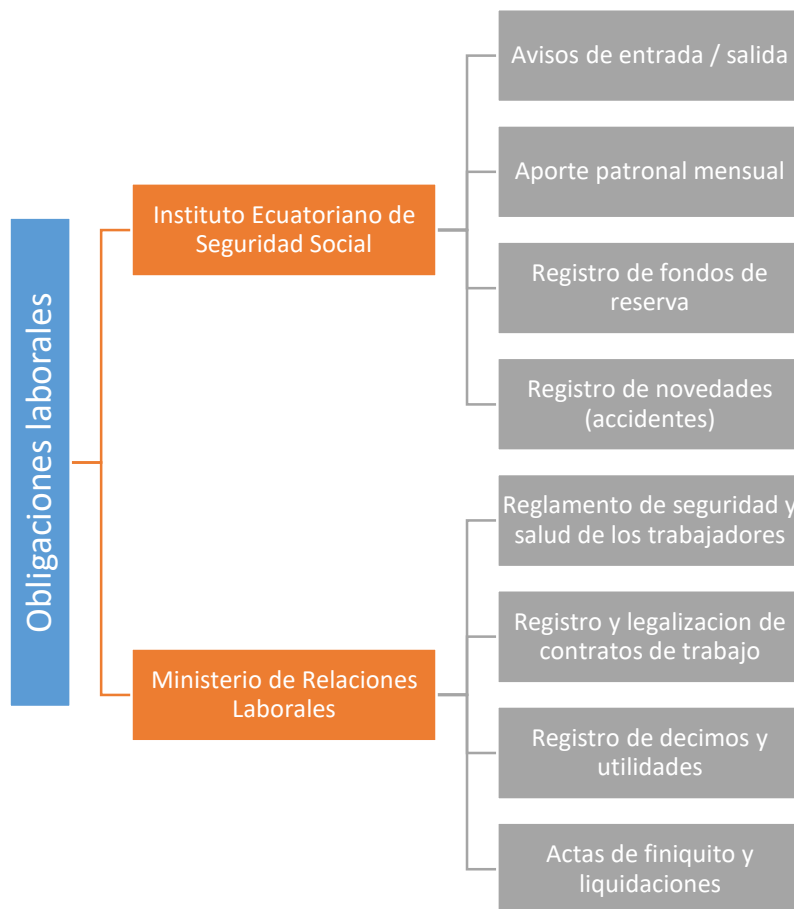 Obligaciones laborales
Instituto Ecuatoriano de
Seguridad Social
Avisos de entrada / salida
Aporte patronal mensual
Registro de fondos de
reserva
Registro de novedades
(accidentes)
Ministerio de Relaciones
Laborales
Reglamento de seguridad y
salud de los trabajadores
Registro y legalizacion de
contratos de trabajo
Registro de decimos y
utilidades
Actas de finiquito y
liquidaciones